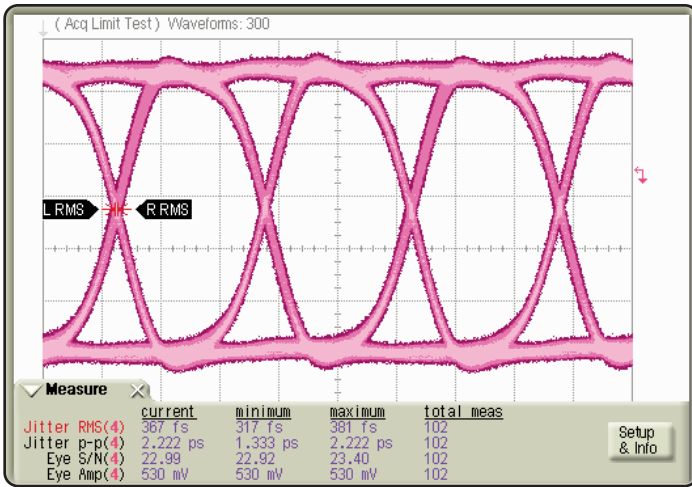 ( Acq Limit Test ) Waveforms: 300
L RMS R RMS
Measure
current minimum maximum total meas
Jitter RMS(4) 367 fs 317 fs 381 fs 102
Jitter p-p(4) 2.222 ps 1.333 ps 2.222 ps 102
Eye S/N(4) 22.99 22.92 23.40 102
Eye Amp(4) 530 mV 530 mV 530 mV 102
Setup
& Info